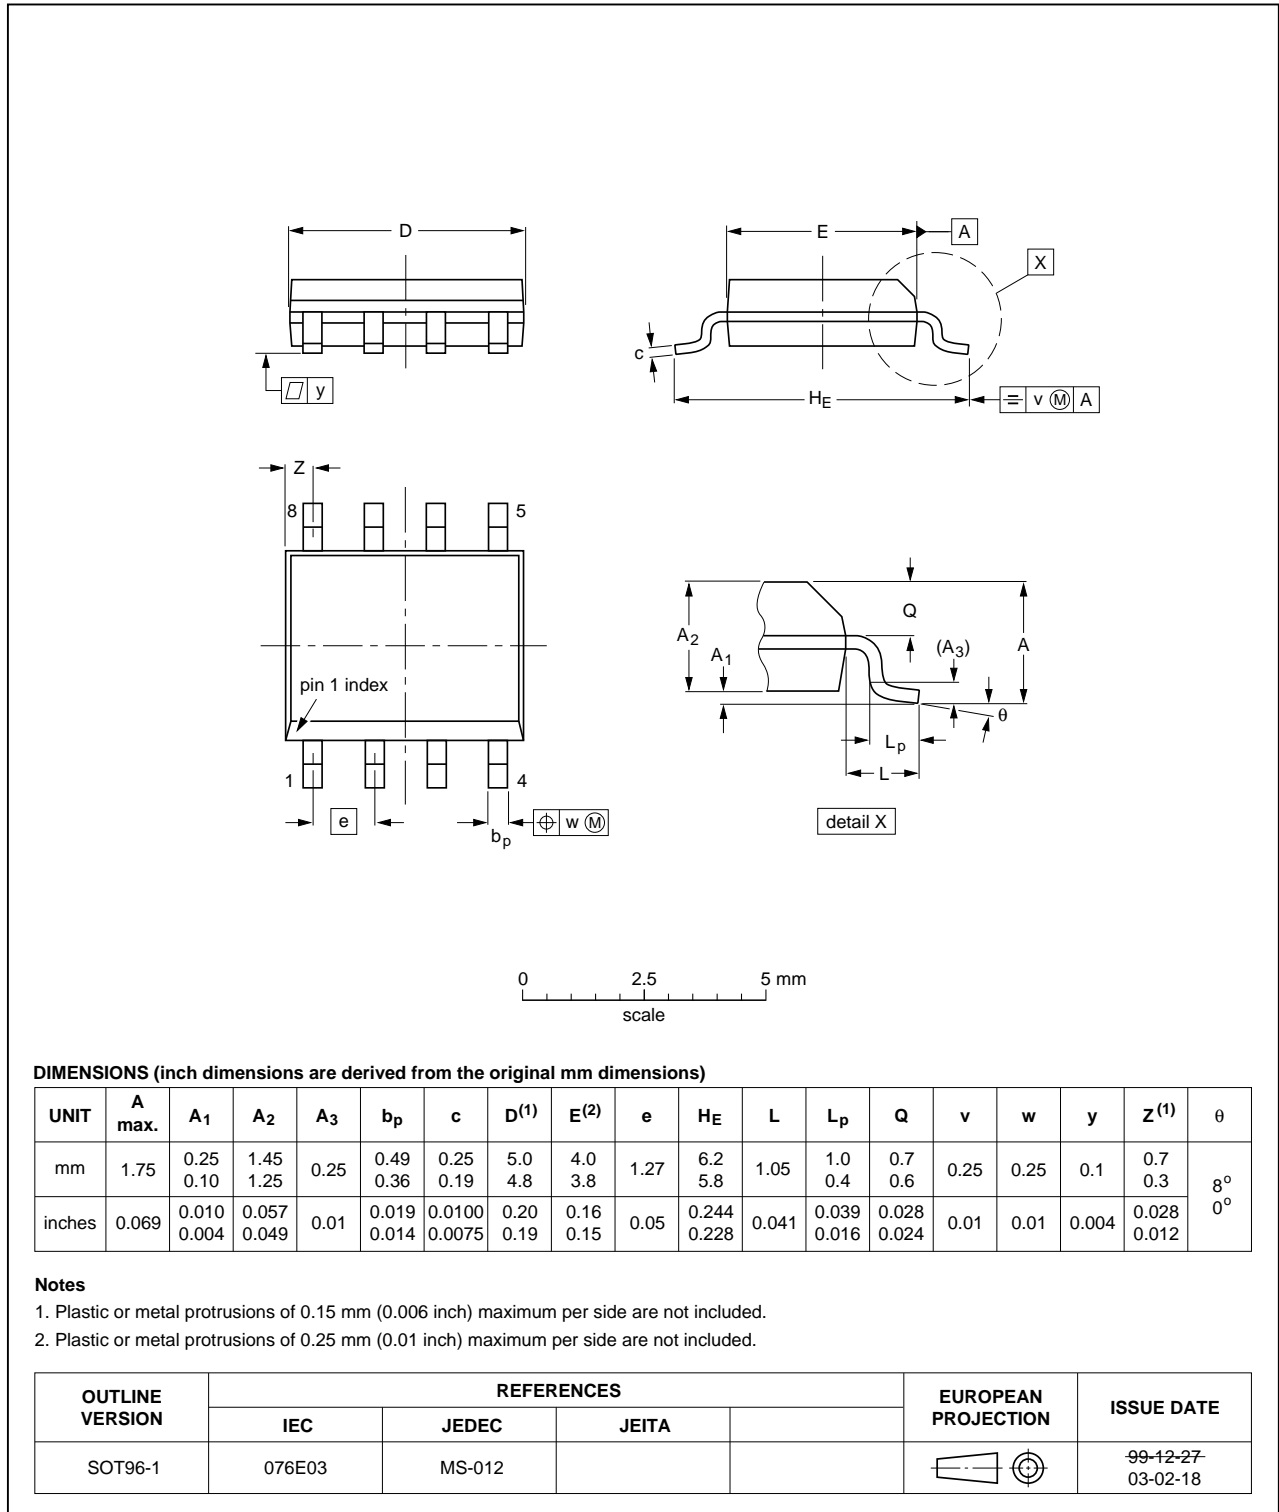 D
E
A
X
c
y
HE
v M A
Z
8
5
pin 1 index
1
4
e
bp
w M
A2
A1
Q
(A3)
A
θ
Lp
L
detail X
0 2.5 5 mm
scale
DIMENSIONS (inch dimensions are derived from the original mm dimensions)
UNIT A max. A1 A2 A3 bp c D(1) E(2) e HE L Lp Q v w y Z(1) θ
mm 1.75 0.25 0.10 1.45 1.25 0.25 0.49 0.36 0.25 0.19 5.0 4.8 4.0 3.8 1.27 6.2 5.8 1.05 1.0 0.4 0.7 0.6 0.25 0.25 0.1 0.7 0.3 8o 0o
inches 0.069 0.010 0.004 0.057 0.049 0.01 0.019 0.014 0.0100 0.0075 0.20 0.19 0.16 0.15 0.05 0.244 0.228 0.041 0.039 0.016 0.028 0.024 0.01 0.01 0.004 0.028 0.012
Notes
1. Plastic or metal protrusions of 0.15 mm (0.006 inch) maximum per side are not included.
2. Plastic or metal protrusions of 0.25 mm (0.01 inch) maximum per side are not included.
OUTLINE VERSION REFERENCES EUROPEAN PROJECTION ISSUE DATE
IEC JEDEC JEITA
SOT96-1 076E03 MS-012 99-12-27
03-02-18